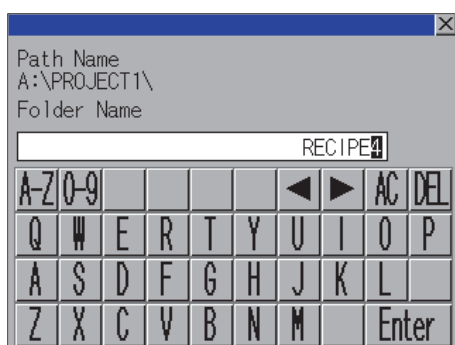 Path Name
A:\PROJECT1\
Folder Name
RECIPE4
A-Z 0-9 ◀ ▶ AC DEL
Q W E R T Y U I O P
A S D F G H J K L
Z X C V B N M Enter